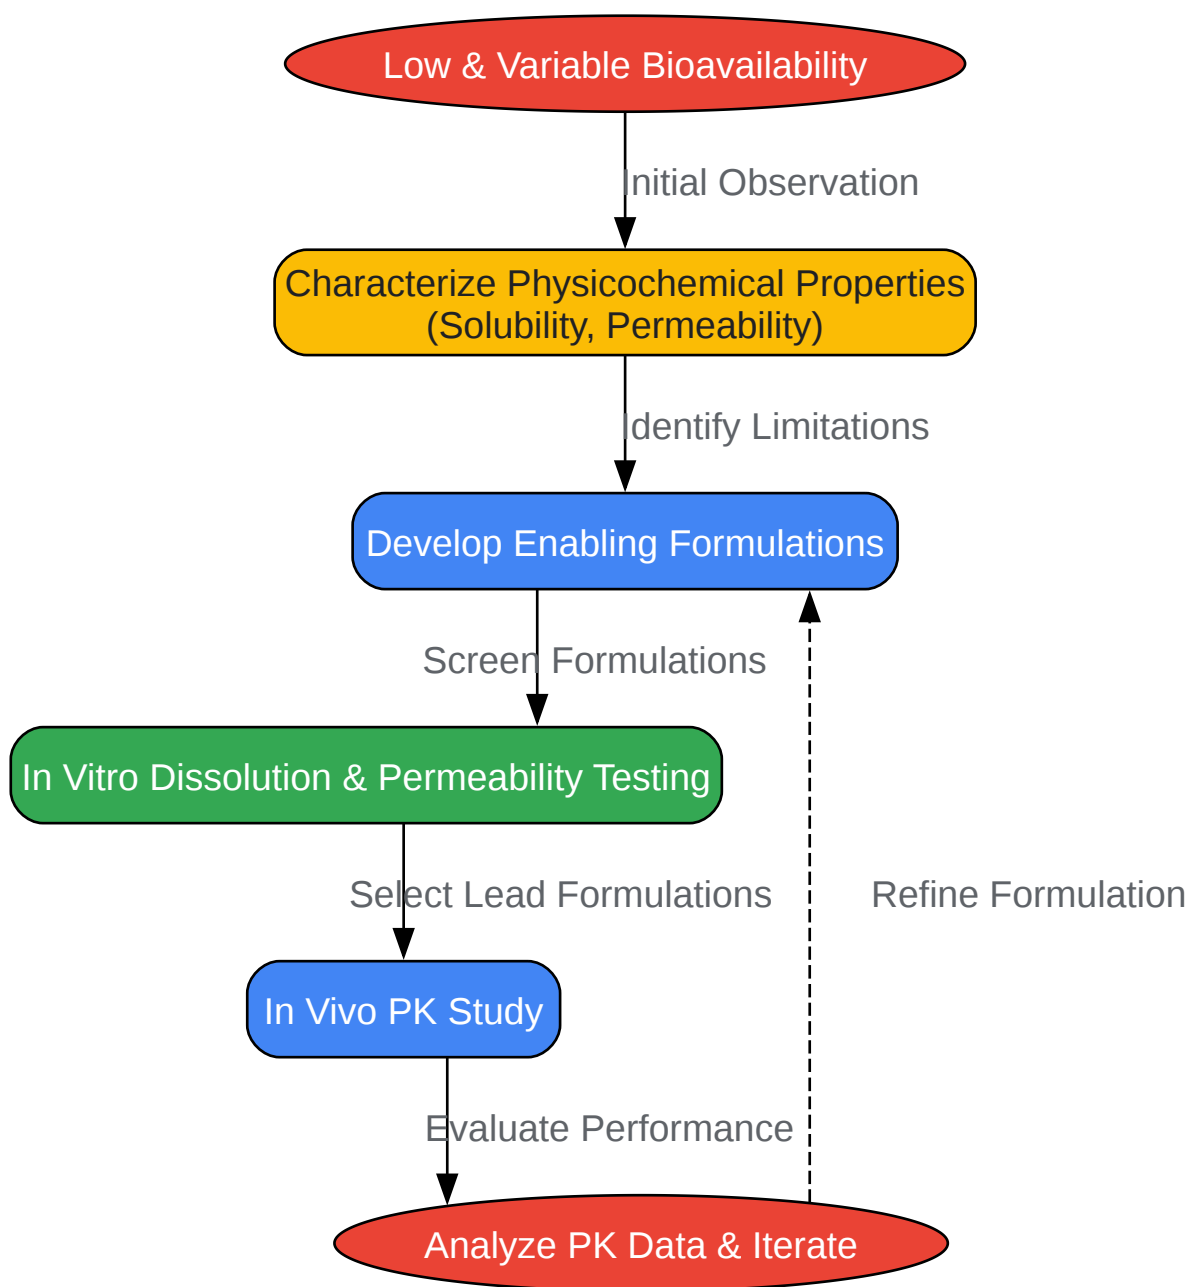 Low & Variable Bioavailability
Initial Observation
Characterize Physicochemical Properties
(Solubility, Permeability)
Identify Limitations
Develop Enabling Formulations
Screen Formulations
In Vitro Dissolution & Permeability Testing
Select Lead Formulations
Refine Formulation
In Vivo PK Study
Evaluate Performance
Analyze PK Data & Iterate